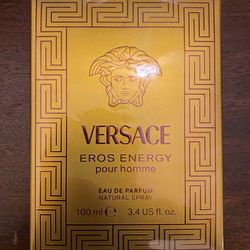 VERSACE
EROS ENERGY
pour homme
EAU DE PARFUM
NATURAL SPRAY
100 ml ℮ 3.4 US fl. oz.